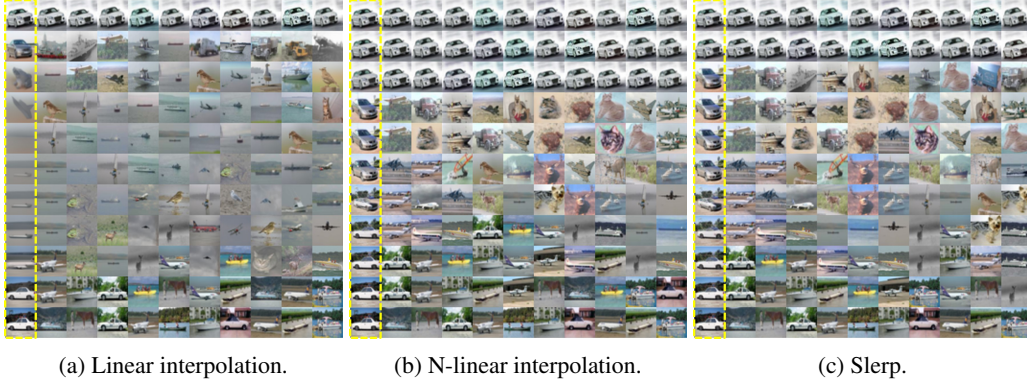 (a) Linear interpolation.
(b) N-linear interpolation.
(c) Slerp.